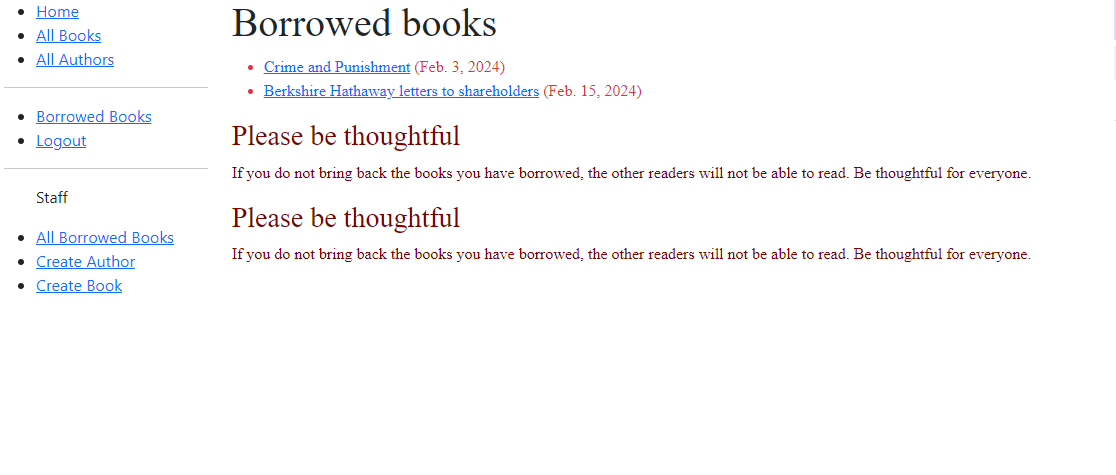 Home
All Books
All Authors
Borrowed Books
Logout
Staff
All Borrowed Books
Create Author
Create Book
Borrowed books
Crime and Punishment (Feb. 3, 2024)
Berkshire Hathaway letters to shareholders (Feb. 15, 2024)
Please be thoughtful
If you do not bring back the books you have borrowed, the other readers will not be able to read. Be thoughtful for everyone.
Please be thoughtful
If you do not bring back the books you have borrowed, the other readers will not be able to read. Be thoughtful for everyone.